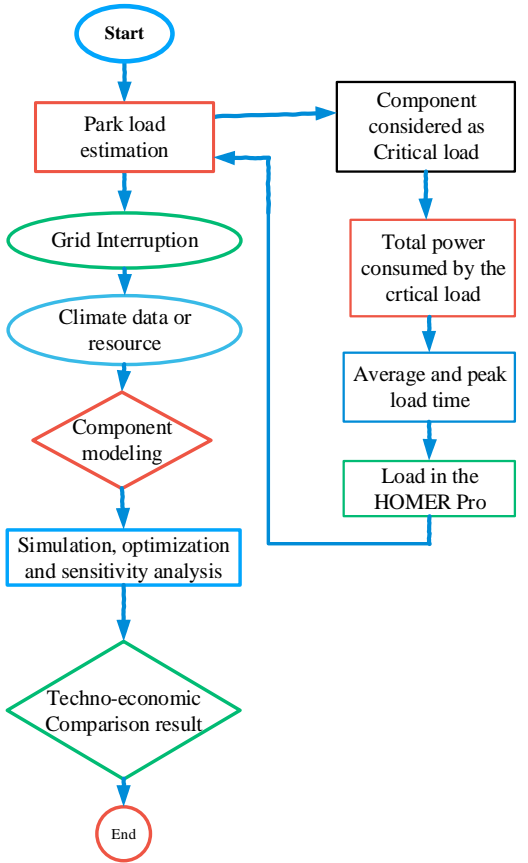 Start
Park load
estimation
Grid Interruption
Climate data or
resource
Component
modeling
Simulation, optimization
and sensitivity analysis
Techno-economic
Comparison result
End
Component
considered as
Critical load
Total power
consumed by the
crtical load
Average and peak
load time
Load in the
HOMER Pro